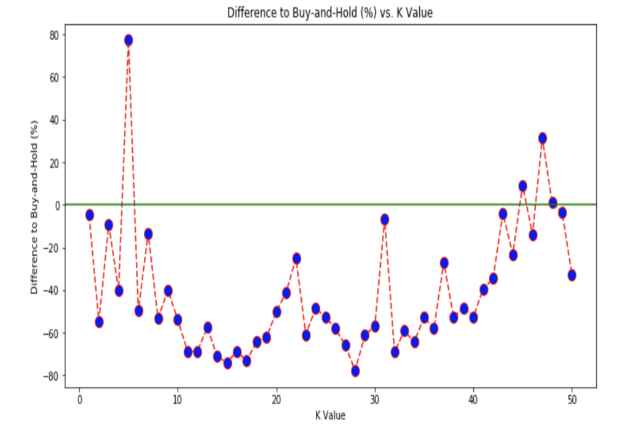 Difference to Buy-and-Hold (%) vs. K Value
Difference to Buy-and-Hold (%)
80
60
40
20
0
−20
−40
−60
−80
0 10 20 30 40 50
K Value